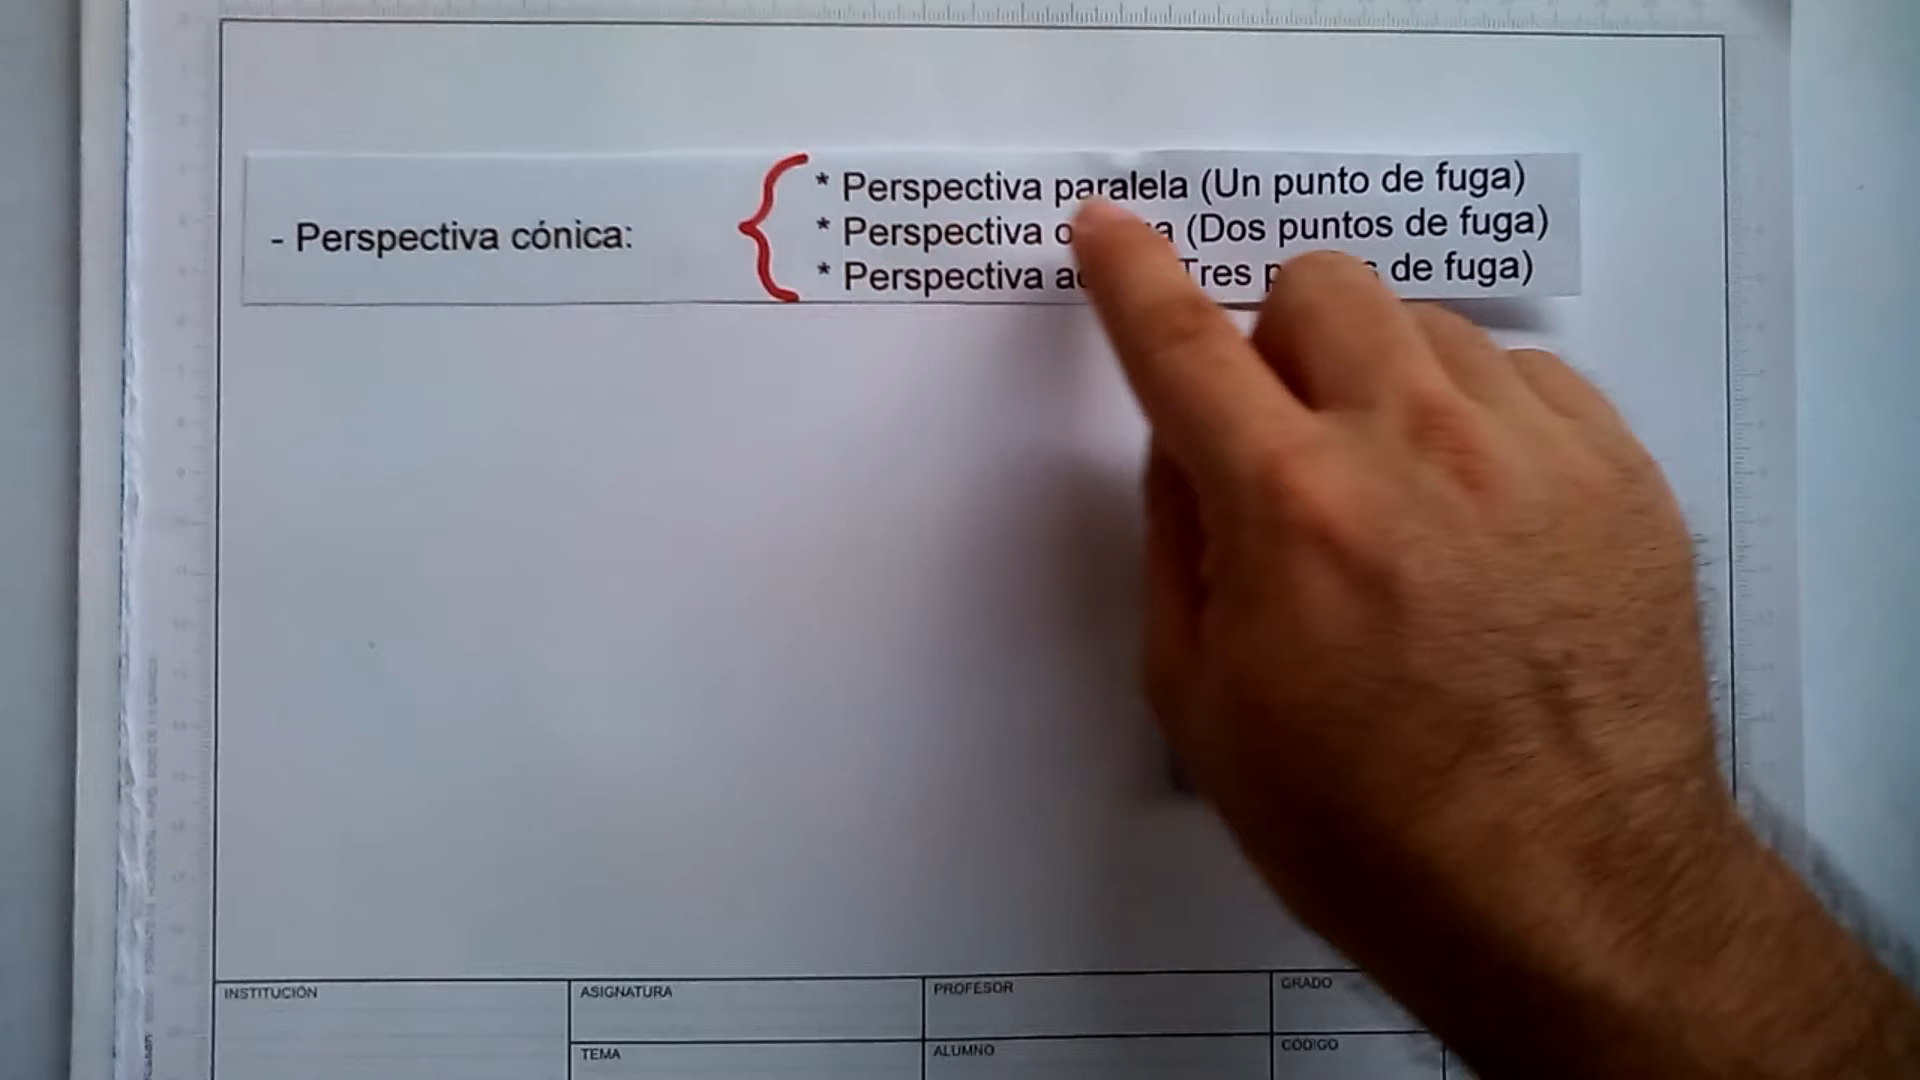 * Perspectiva paralela (Un punto de fuga)
- Perspectiva cónica:
* Perspectiva (Dos puntos de fuga)
* Perspectiva Tres de fuga)
INSTITUCIÓN
ASIGNATURA
PROFESOR
GRADO
TEMA
ALUMNO
CÓDIGO